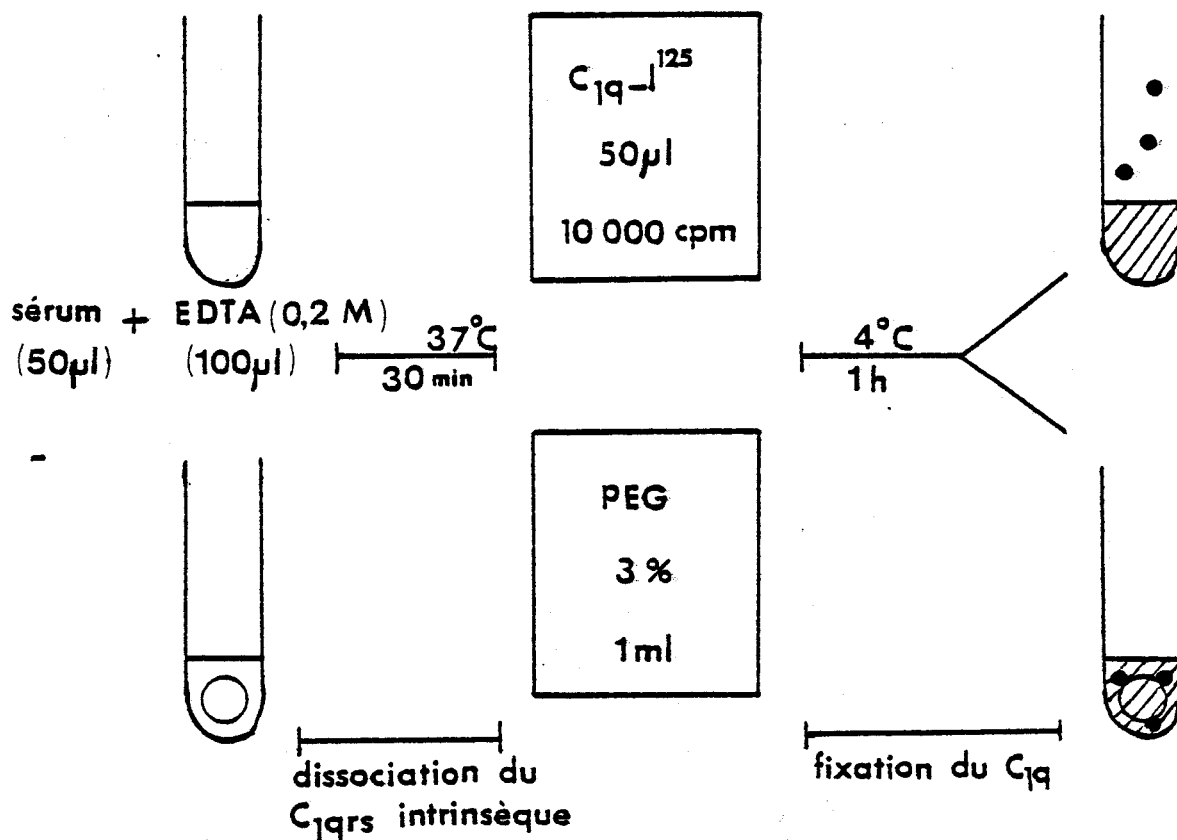 C1q-I125
50µl
10 000 cpm
sérum + EDTA (0,2 M)
(50µl) (100µl)
37°C
30 min
4°C
1h
PEG
3 %
1ml
dissociation du
C1qrs intrinsèque
fixation du C1q